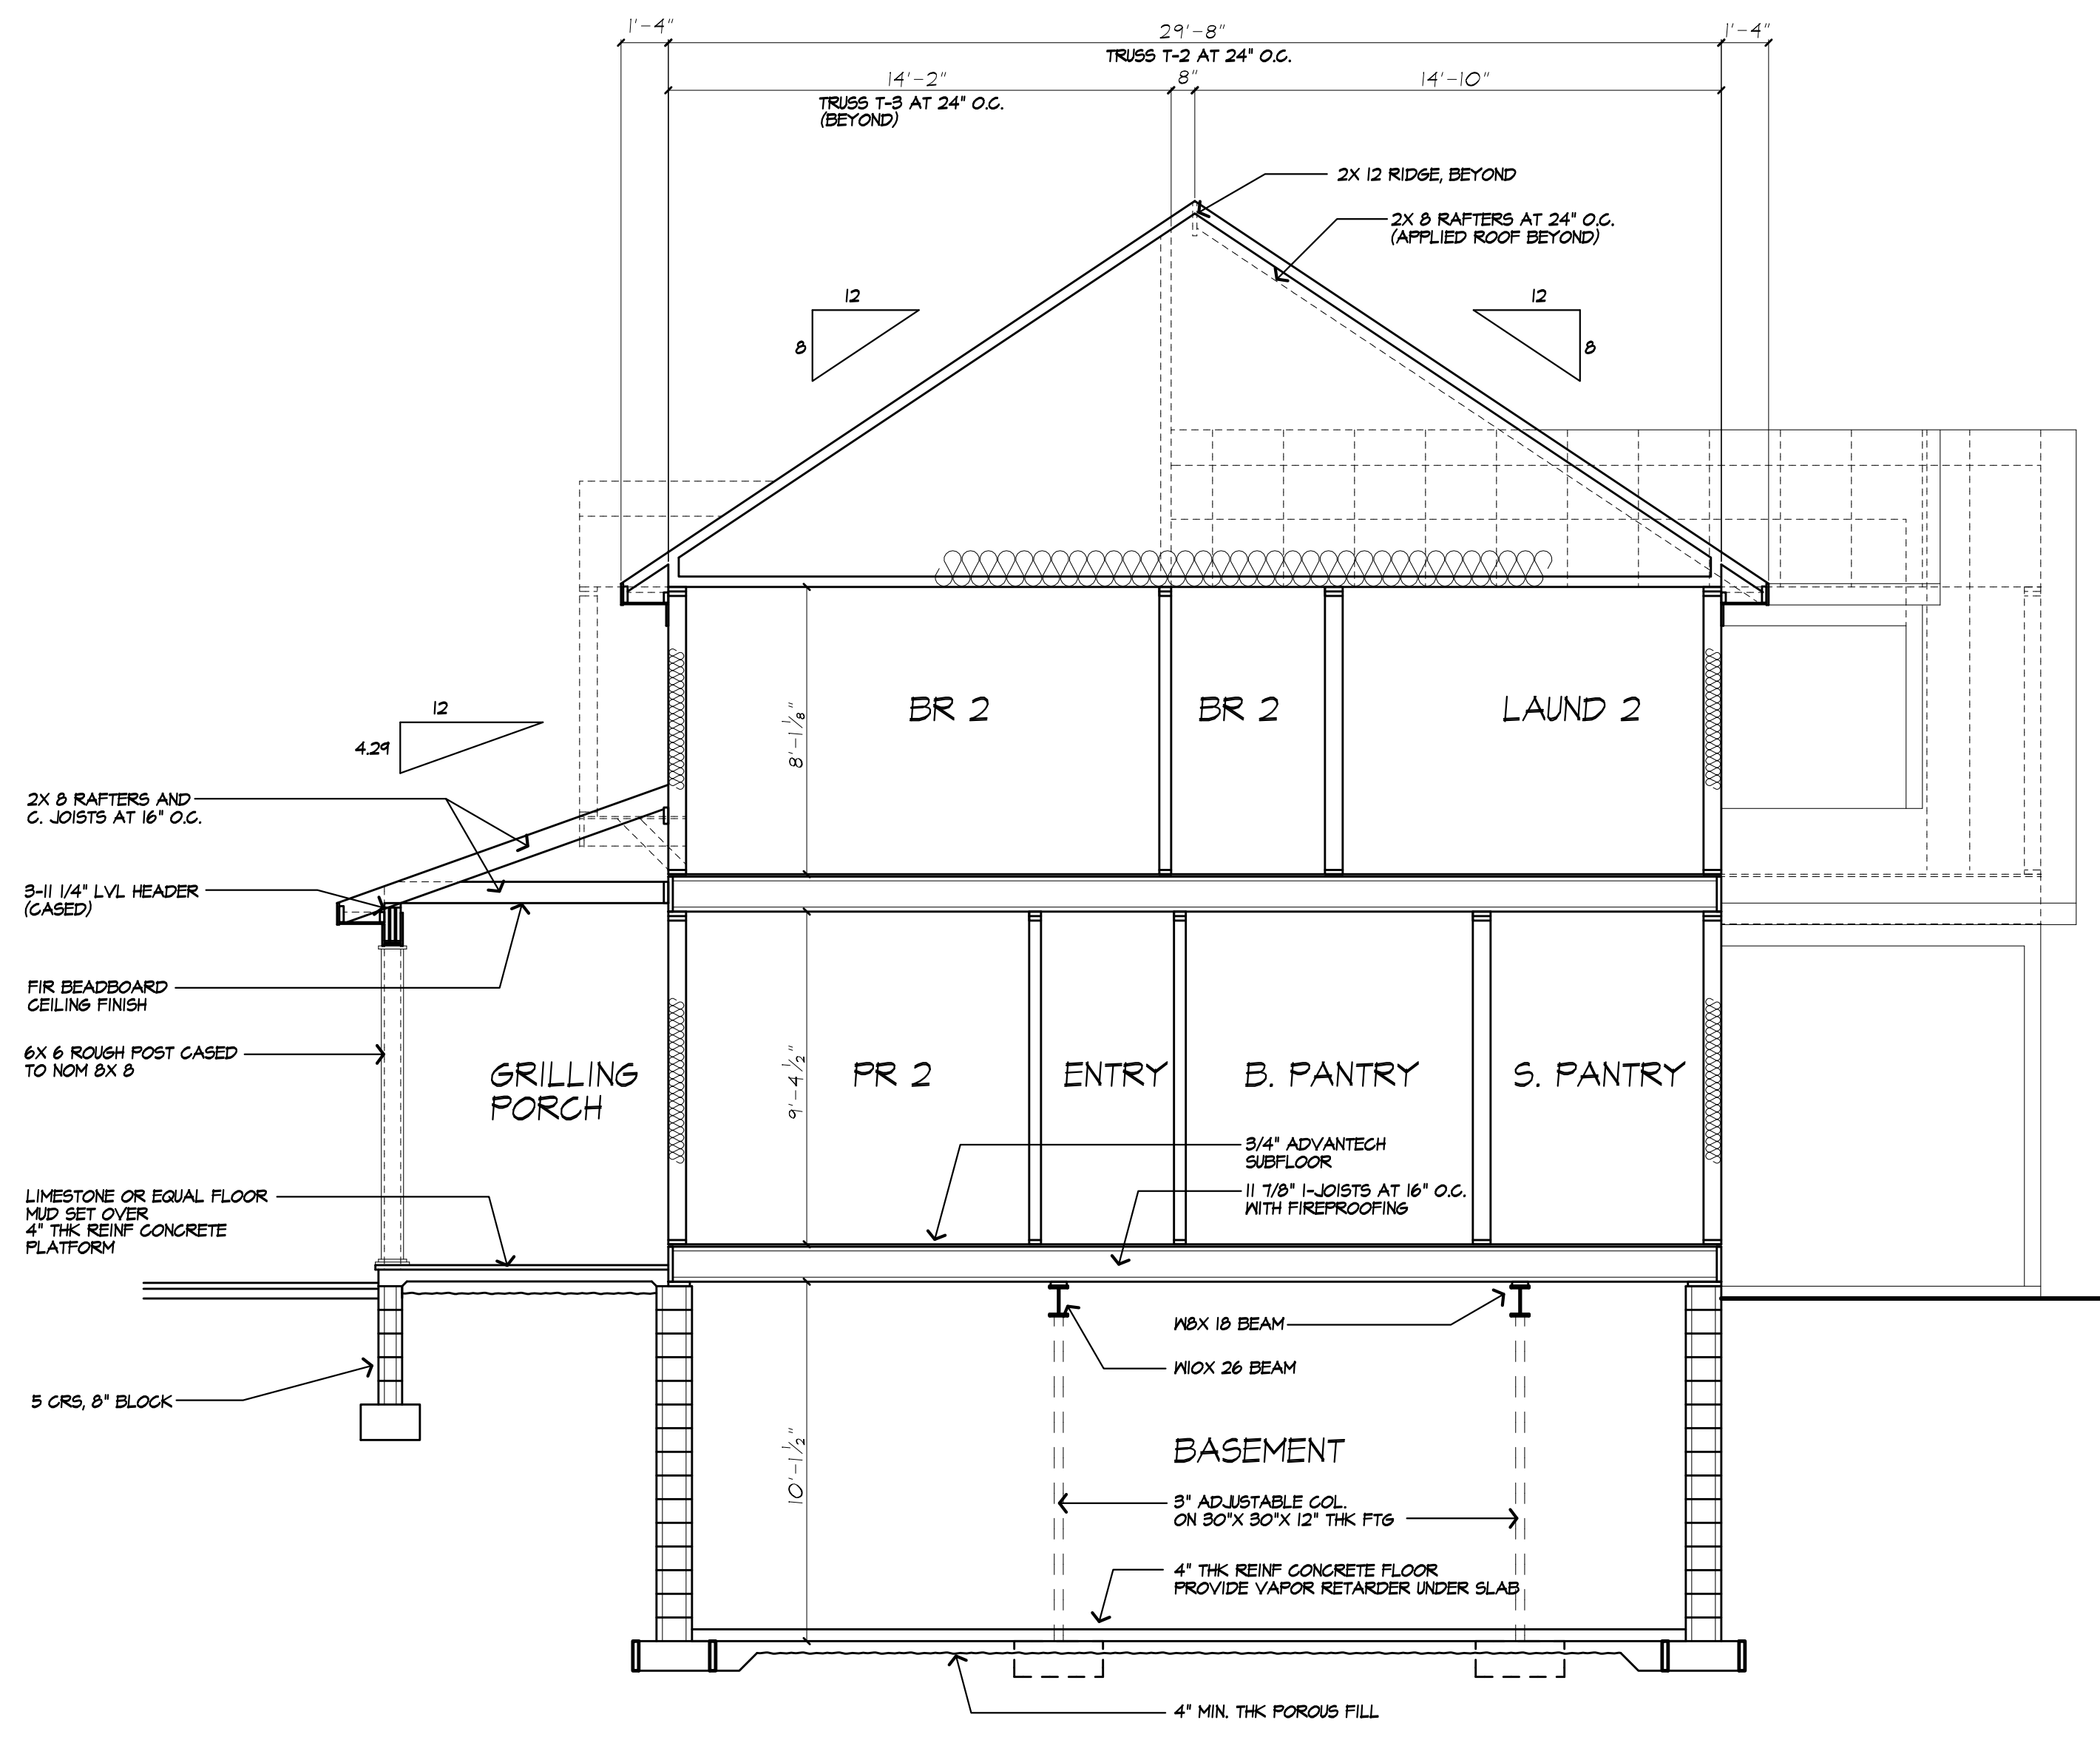 1'-4"
29'-8"
1'-4"
TRUSS T-2 AT 24" O.C.
14'-2"
8"
14'-10"
TRUSS T-3 AT 24" O.C.
(BEYOND)
2X 12 RIDGE, BEYOND
2X 8 RAFTERS AT 24" O.C.
(APPLIED ROOF BEYOND)
12
8
12
8
BR 2
BR 2
LAUND 2
8'-1 1/8"
12
4.29
2X 8 RAFTERS AND
C. JOISTS AT 16" O.C.
3-11 1/4" LVL HEADER
(CASED)
FIR BEADBOARD
CEILING FINISH
6X 6 ROUGH POST CASED
TO NOM 8X 8
GRILLING
PORCH
PR 2
ENTRY
B. PANTRY
S. PANTRY
9'-4 1/2"
3/4" ADVANTECH
SUBFLOOR
11 7/8" I-JOISTS AT 16" O.C.
WITH FIREPROOFING
LIMESTONE OR EQUAL FLOOR
MUD SET OVER
4" THK REINF CONCRETE
PLATFORM
W8X 18 BEAM
W10X 26 BEAM
5 CRS, 8" BLOCK
BASEMENT
10'-1 1/2"
3" ADJUSTABLE COL.
ON 30"X 30"X 12" THK FTG
4" THK REINF CONCRETE FLOOR
PROVIDE VAPOR RETARDER UNDER SLAB
4" MIN. THK POROUS FILL